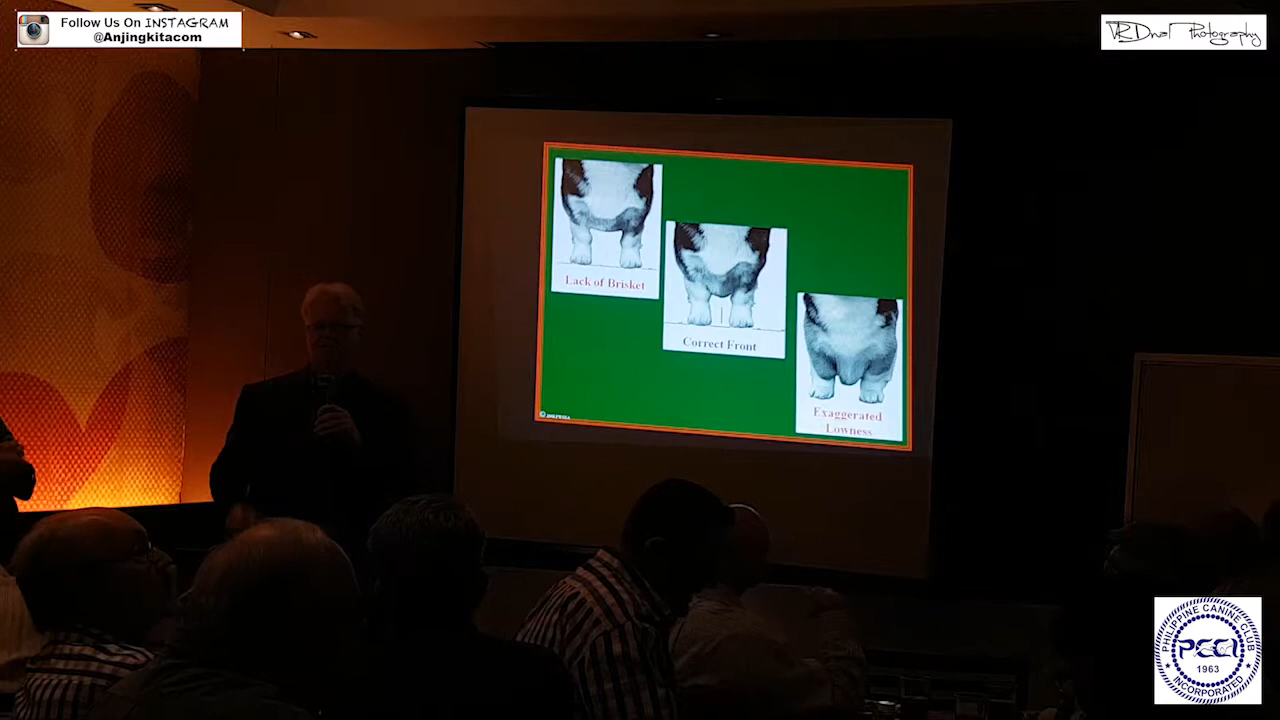 Follow Us On INSTAGRAM
@Anjingkitacom
VRDwal Photography
Lack of Brisket
Correct Front
Exaggerated
Lowness
PHILIPPINE CANINE CLUB
PCCI
1963
INCORPORATED